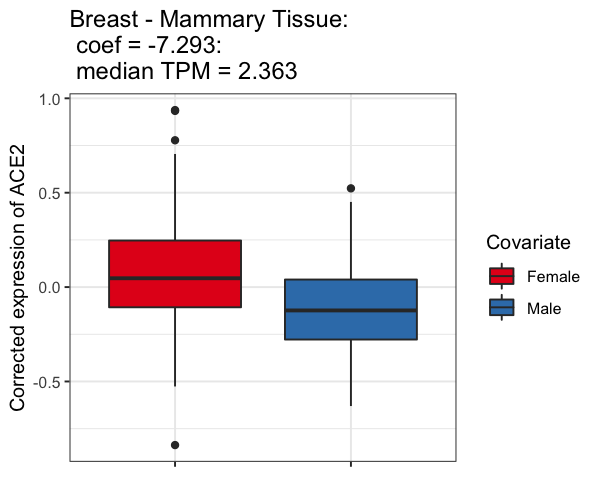 Breast - Mammary Tissue:
coef = -7.293:
median TPM = 2.363
Corrected expression of ACE2
1.0
0.5
0.0
-0.5
Covariate
Female
Male